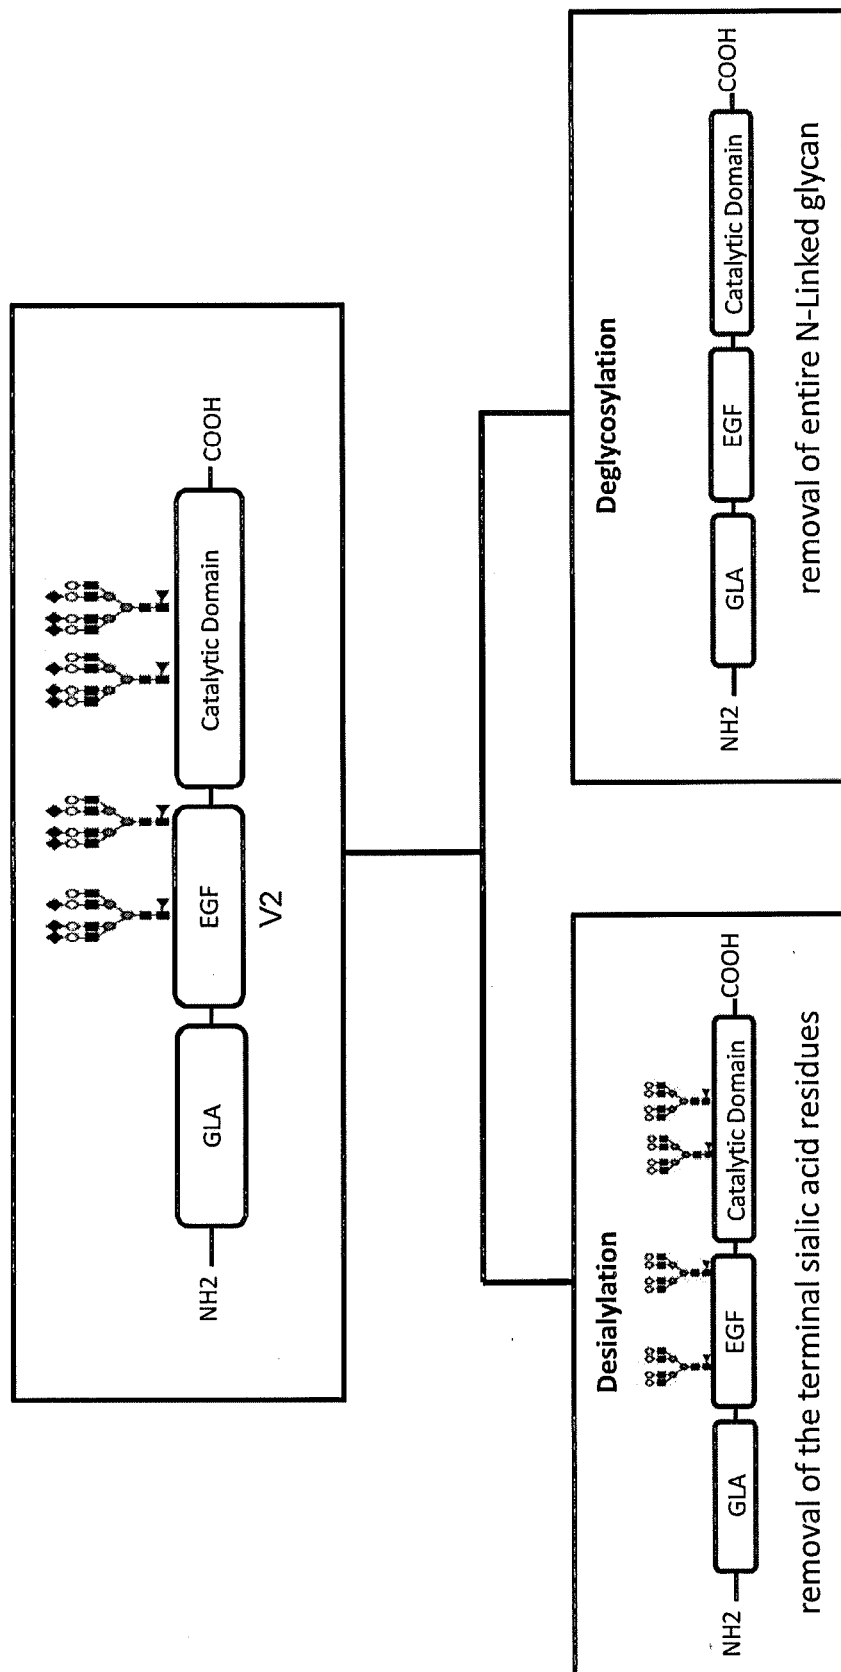 NH2
GLA
EGF
Catalytic Domain
COOH
V2
Desialylation
NH2
GLA
EGF
Catalytic Domain
COOH
removal of the terminal sialic acid residues
Deglycosylation
NH2
GLA
EGF
Catalytic Domain
COOH
removal of entire N-Linked glycan